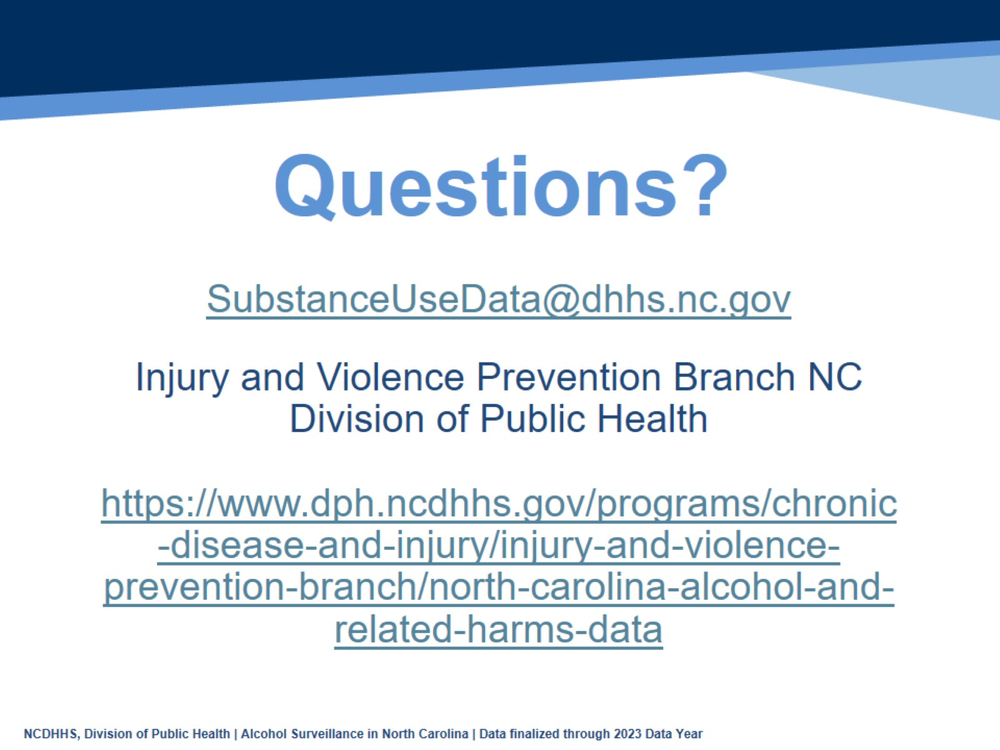 Questions?
SubstanceUseData@dhhs.nc.gov
Injury and Violence Prevention Branch NC
Division of Public Health
https://www.dph.ncdhhs.gov/programs/chronic
-disease-and-injury/injury-and-violence-
prevention-branch/north-carolina-alcohol-and-
related-harms-data
NCDHHS, Division of Public Health | Alcohol Surveillance in North Carolina | Data finalized through 2023 Data Year